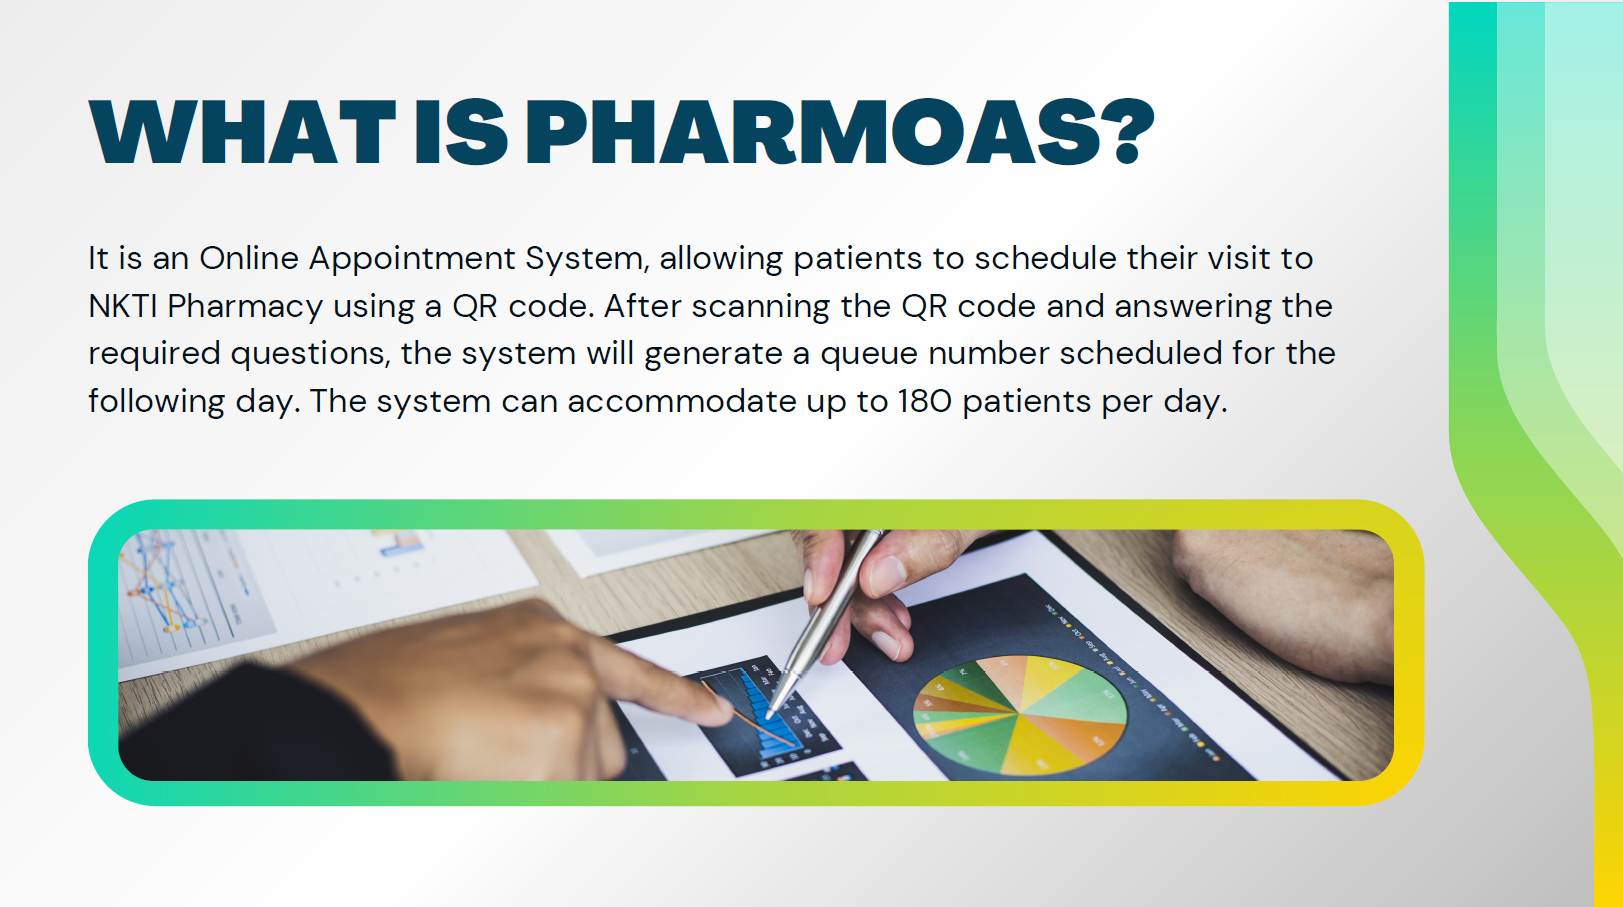 WHAT IS PHARMOAS?
It is an Online Appointment System, allowing patients to schedule their visit to
NKTI Pharmacy using a QR code. After scanning the QR code and answering the
required questions, the system will generate a queue number scheduled for the
following day. The system can accommodate up to 180 patients per day.